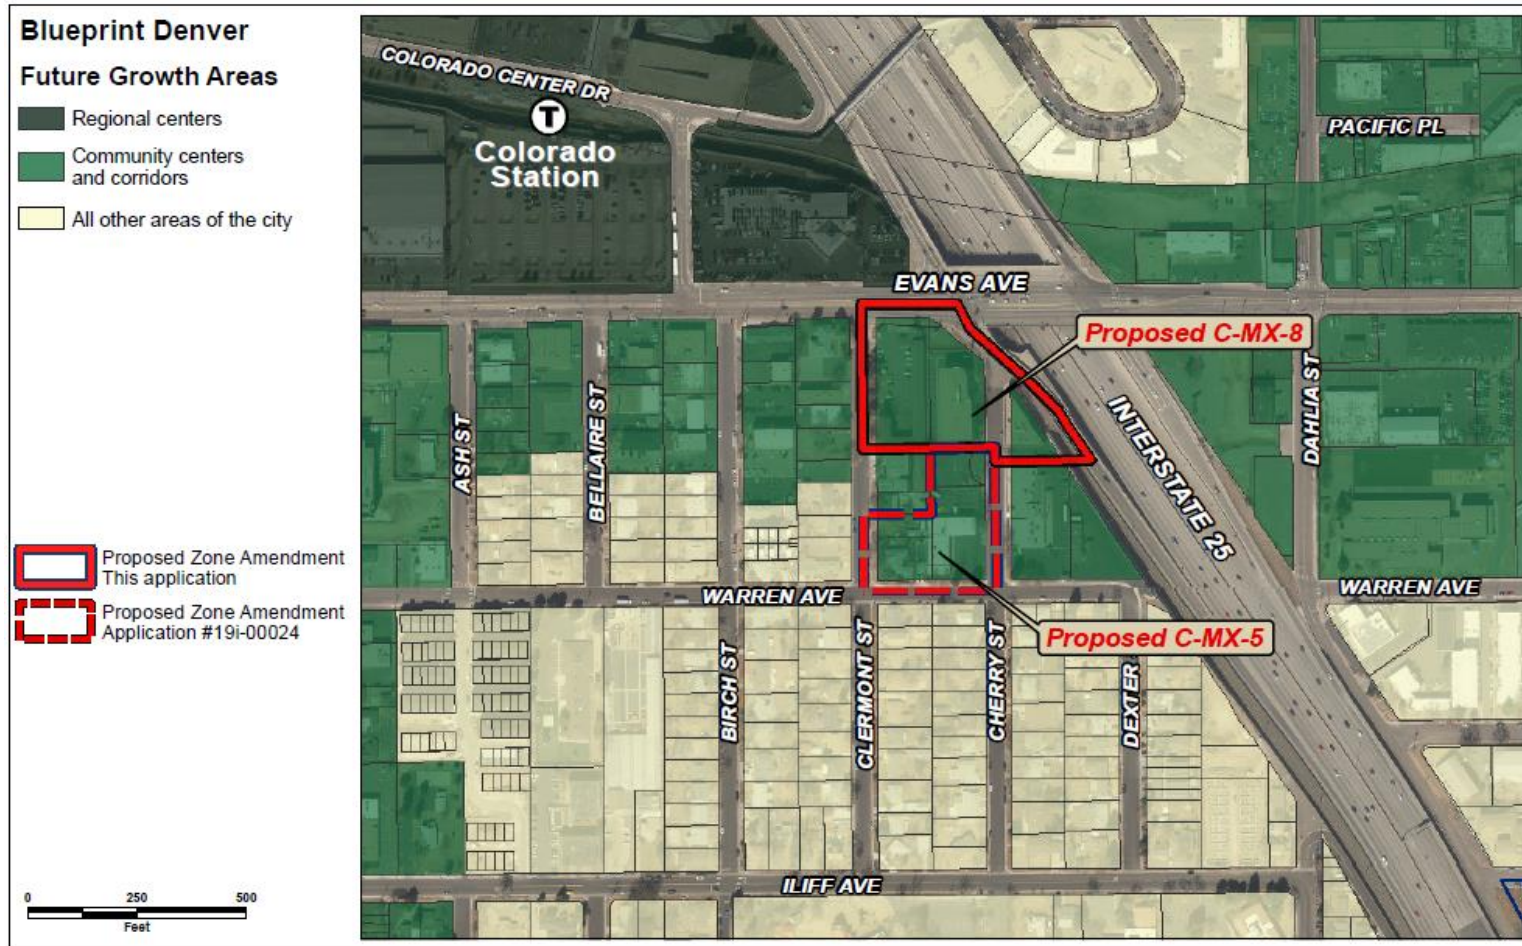 Blueprint Denver
Future Growth Areas
Regional centers
Community centers
and corridors
All other areas of the city
Proposed Zone Amendment
This application
Proposed Zone Amendment
Application #19i-00024
0 250 500
Feet
COLORADO CENTER DR
T
Colorado
Station
PACIFIC PL
EVANS AVE
Proposed C-MX-8
ASH ST
BELLAIRE ST
INTERSTATE 25
DAHLIA ST
WARREN AVE
WARREN AVE
Proposed C-MX-5
BIRCH ST
CLERMONT ST
CHERRY ST
DEXTER
ILIFF AVE